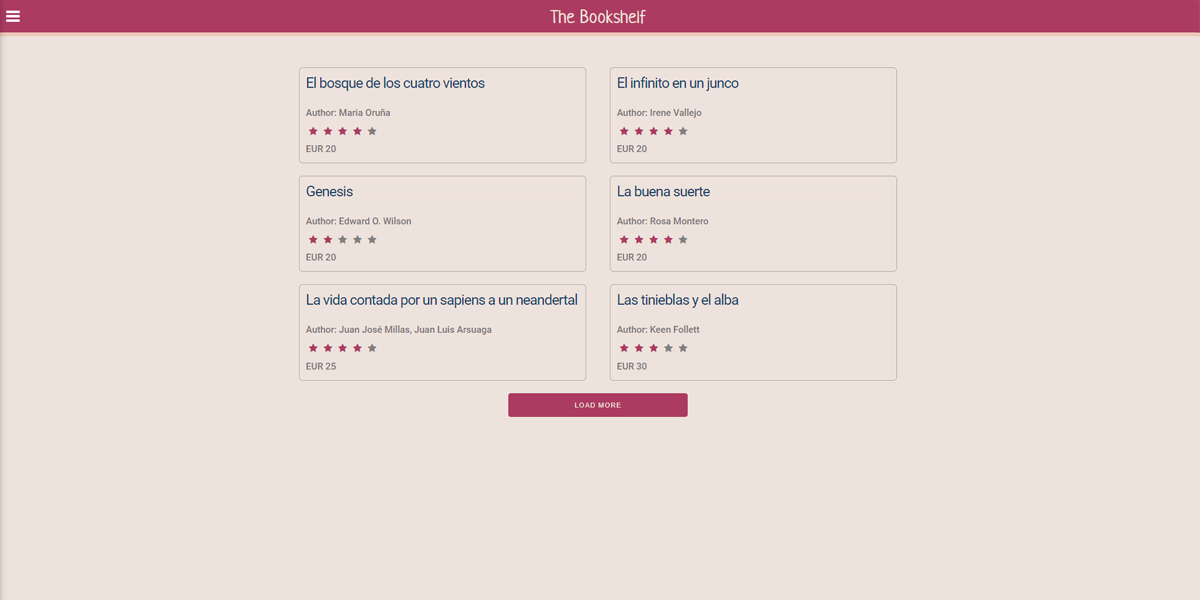 The Bookshelf
El bosque de los cuatro vientos
Author: Maria Oruña
EUR 20
El infinito en un junco
Author: Irene Vallejo
EUR 20
Genesis
Author: Edward O. Wilson
EUR 20
La buena suerte
Author: Rosa Montero
EUR 20
La vida contada por un sapiens a un neandertal
Author: Juan José Millas, Juan Luis Arsuaga
EUR 25
Las tinieblas y el alba
Author: Keen Follett
EUR 30
LOAD MORE